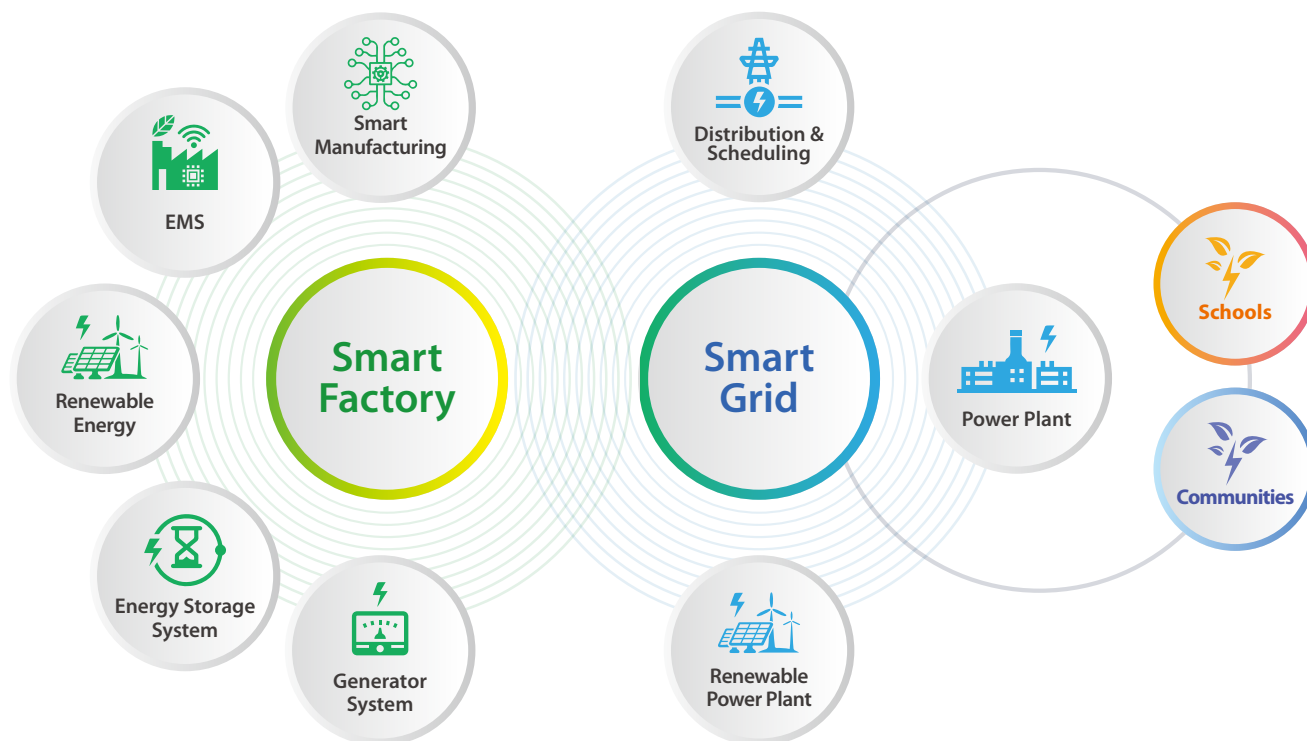 Smart
Manufacturing
EMS
Renewable
Energy
Energy Storage
System
Generator
System
Smart
Factory
Distribution &
Scheduling
Smart
Grid
Power Plant
Renewable
Power Plant
Schools
Communities